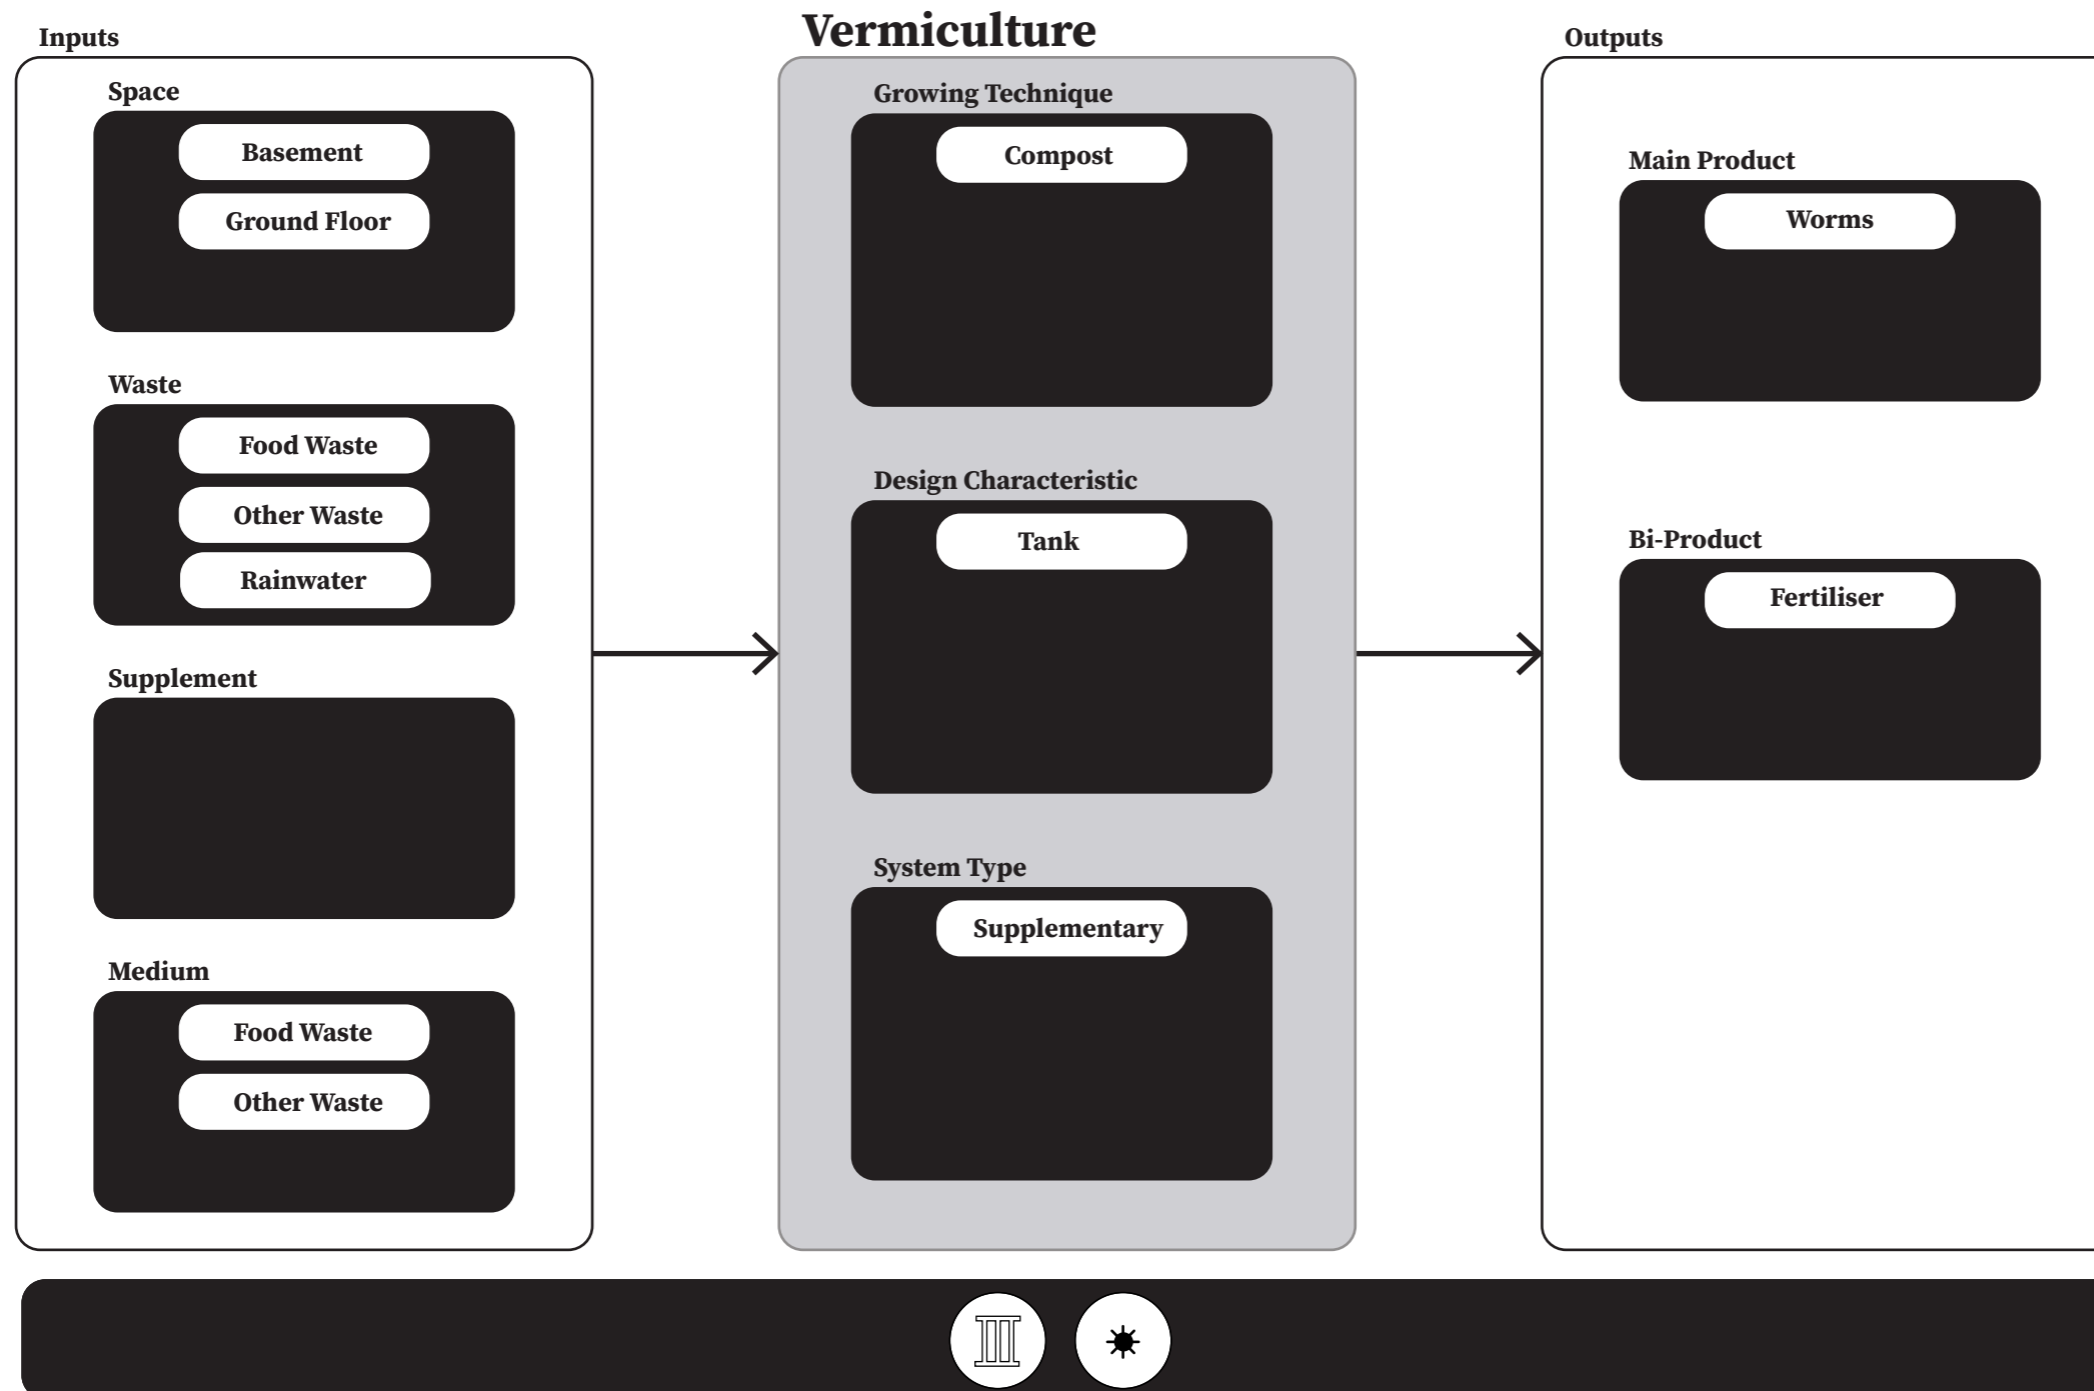 Inputs
Space
Basement
Ground Floor
Waste
Food Waste
Other Waste
Rainwater
Supplement
Medium
Food Waste
Other Waste
Vermiculture
Growing Technique
Compost
Design Characteristic
Tank
System Type
Supplementary
Outputs
Main Product
Worms
Bi-Product
Fertiliser